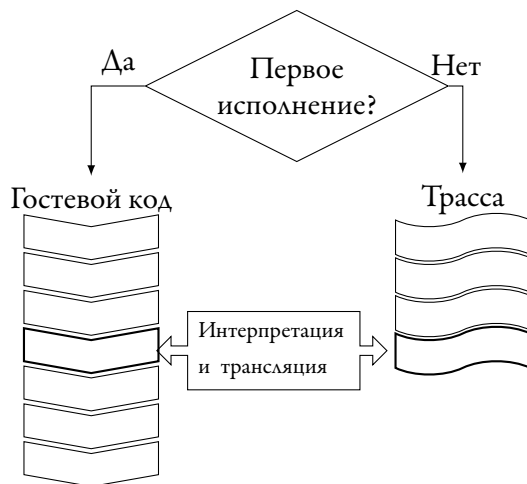 Первое
исполнение?
Да
Нет
Гостевой код
Трасса
Интерпретация
и трансляция